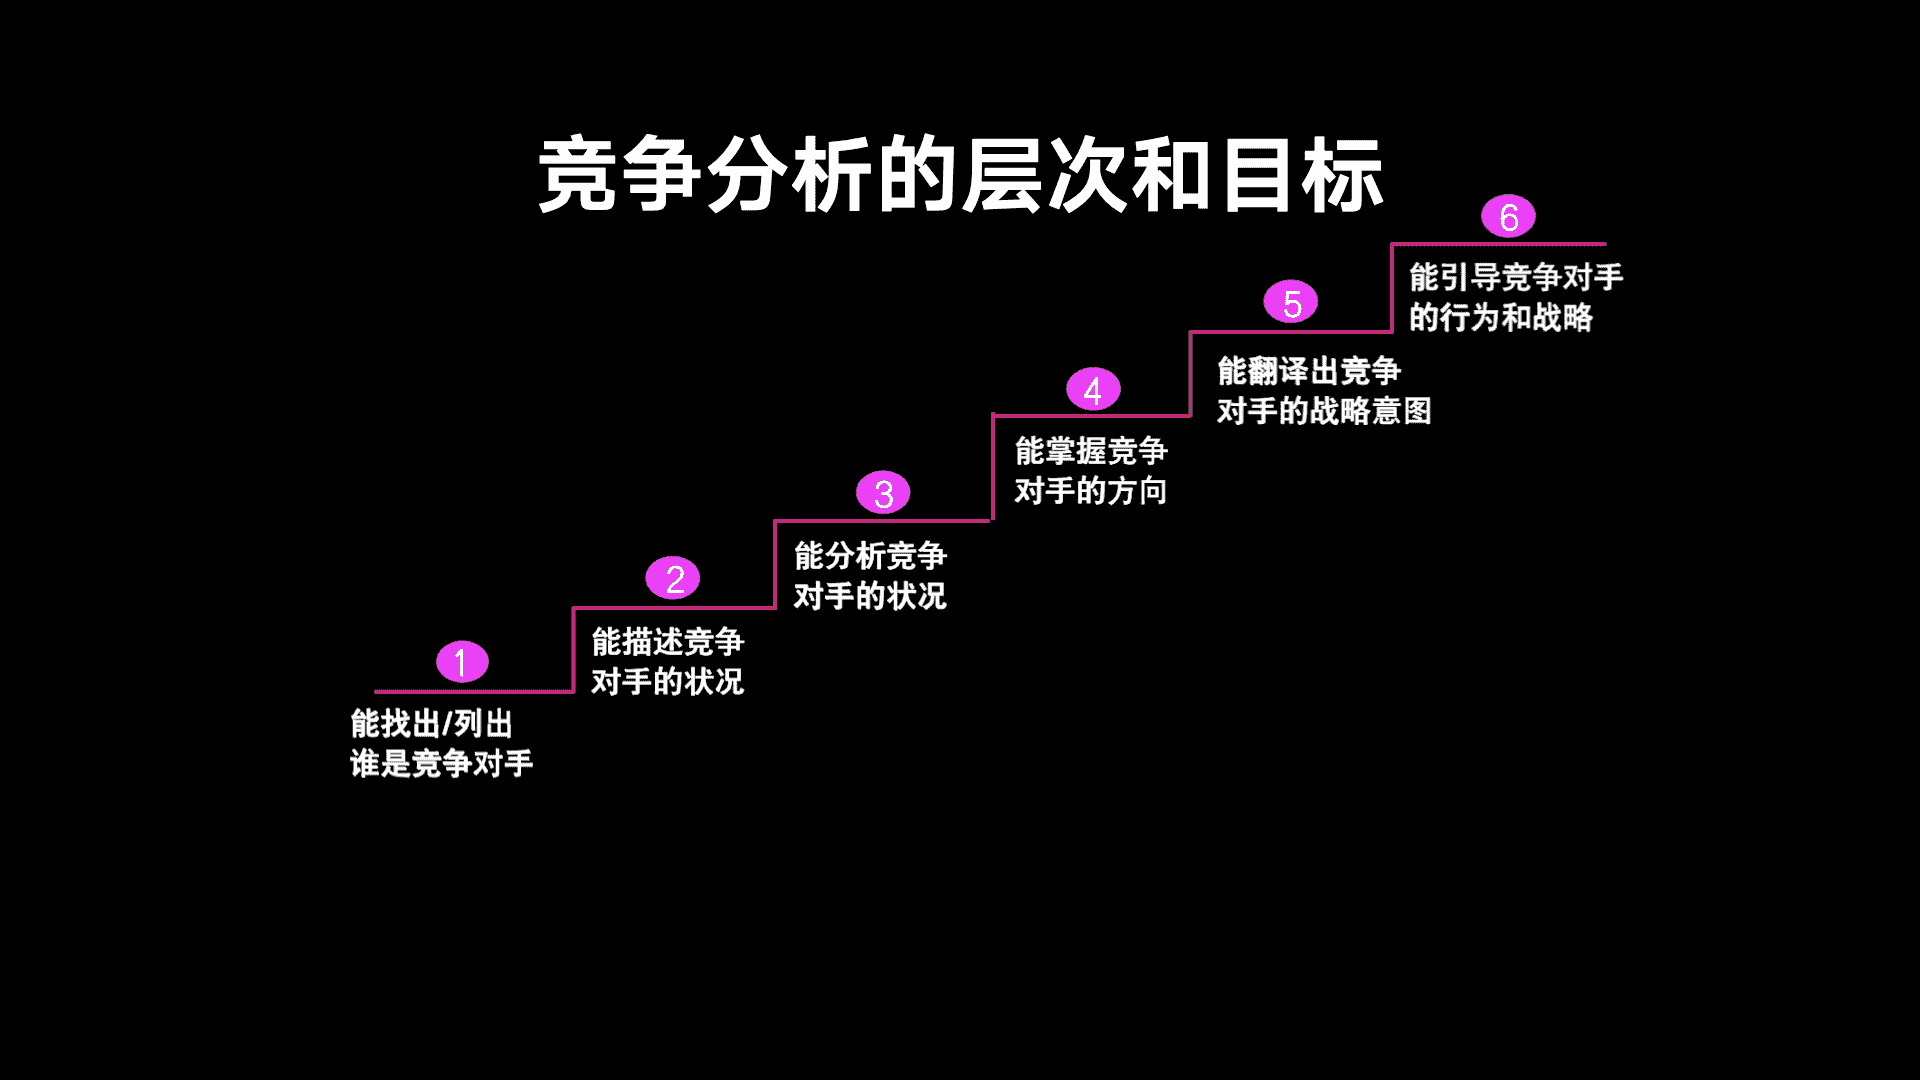 竞争分析的层次和目标
1
能找出/列出
谁是竞争对手
2
能描述竞争
对手的状况
3
能分析竞争
对手的状况
4
能掌握竞争
对手的方向
5
能翻译出竞争
对手的战略意图
6
能引导竞争对手
的行为和战略